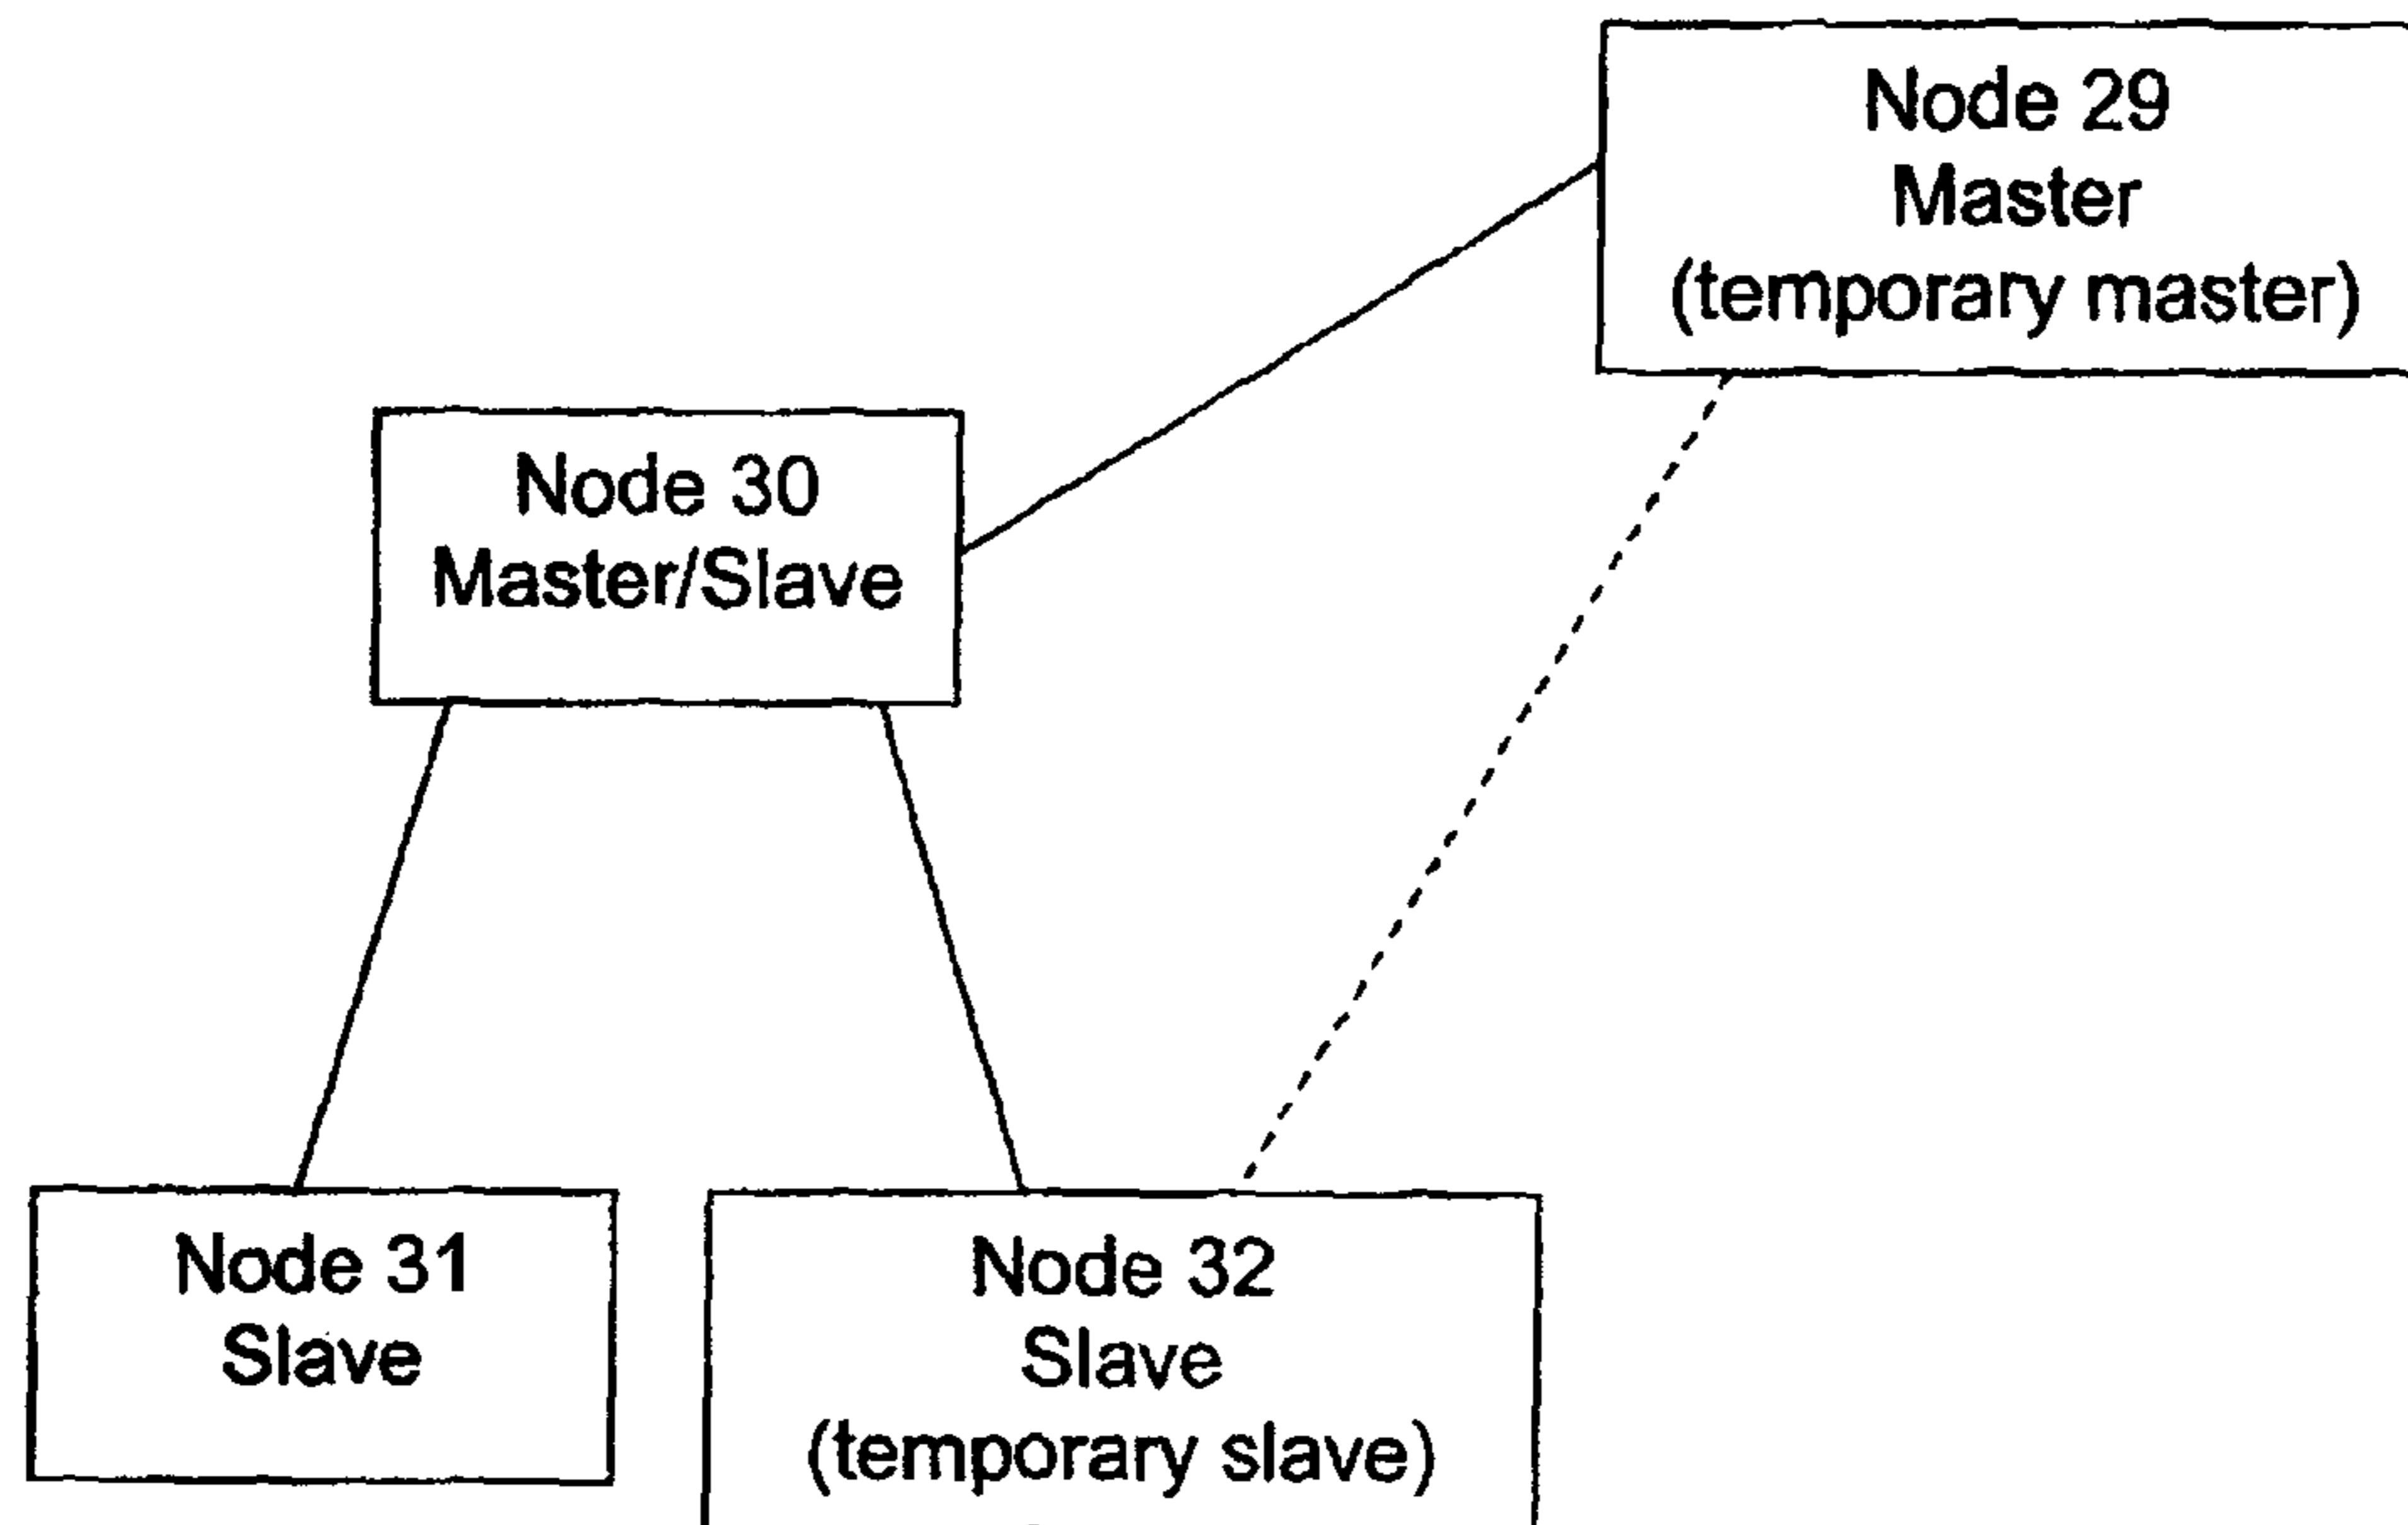 Node 29
Master
(temporary master)
Node 30
Master/Slave
Node 31
Slave
Node 32
Slave
(temporary slave)